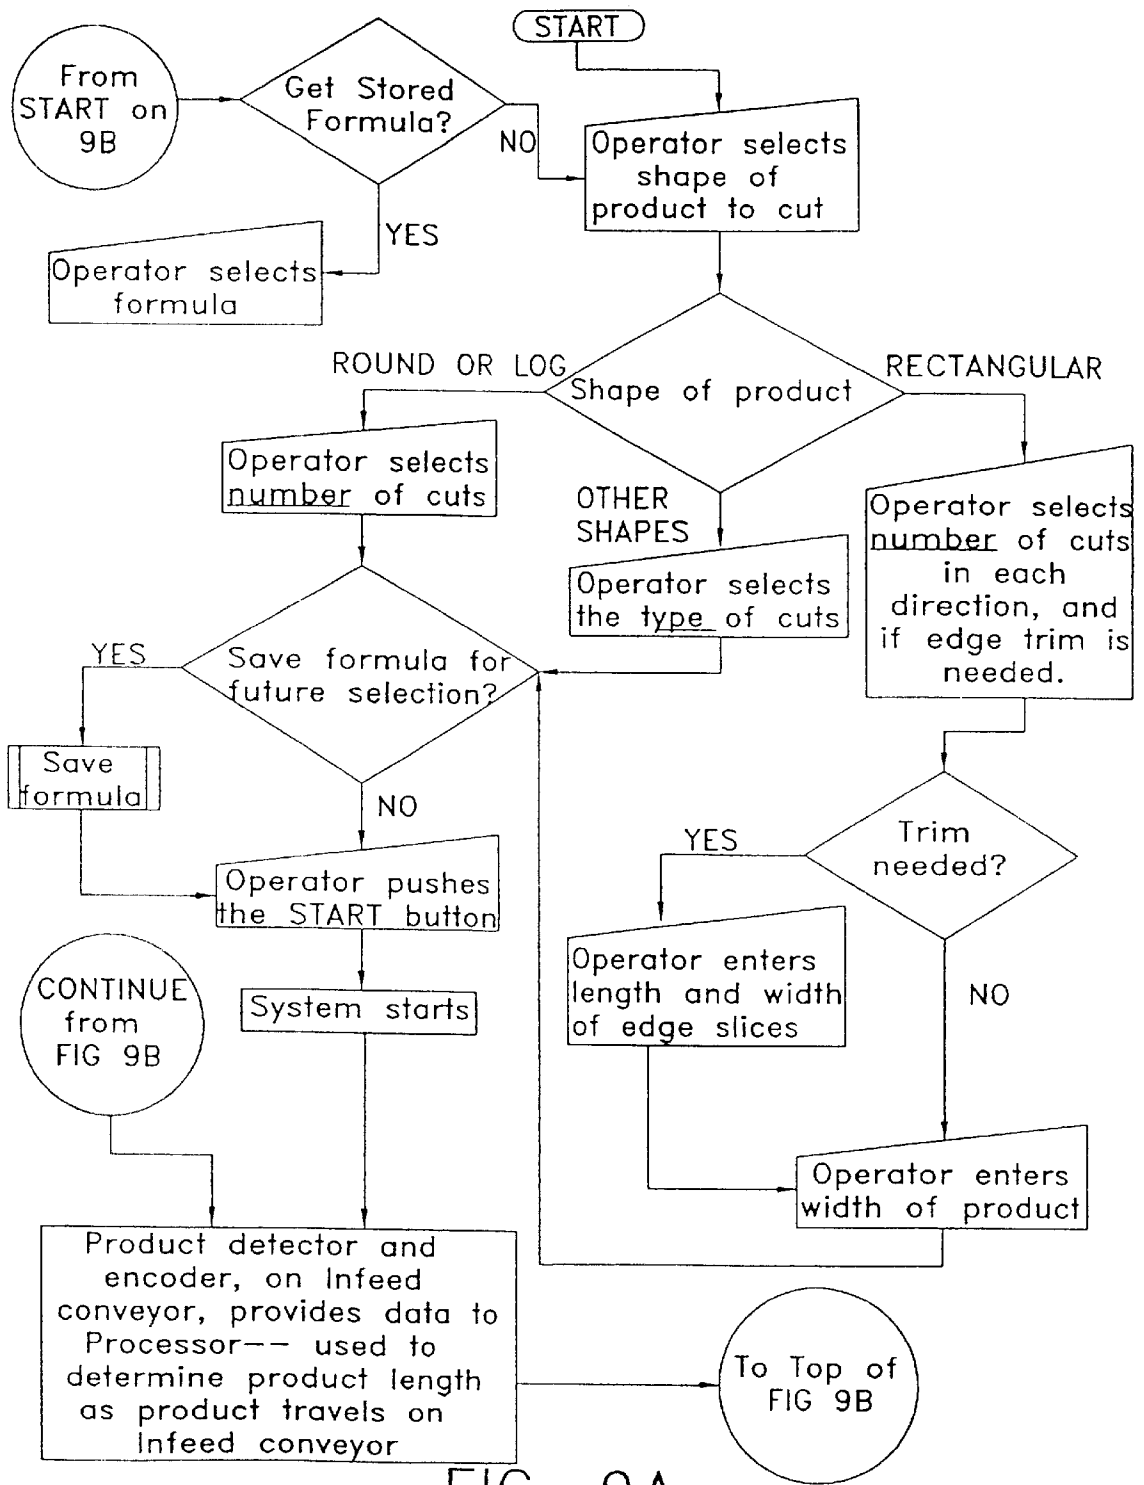 START
From
START on
9B
Get Stored
Formula?
NO
YES
Operator selects
shape of
product to cut
Operator selects
formula
ROUND OR LOG
Shape of product
RECTANGULAR
Operator selects
number of cuts
OTHER
SHAPES
Operator selects
the type of cuts
Operator selects
number of cuts
in each
direction, and
if edge trim is
needed.
YES
Save formula for
future selection?
Save
formula
NO
Operator pushes
the START button
YES
Trim
needed?
NO
Operator enters
length and width
of edge slices
CONTINUE
from
FIG 9B
System starts
Operator enters
width of product
Product detector and
encoder, on Infeed
conveyor, provides data to
Processor-- used to
determine product length
as product travels on
Infeed conveyor
To Top of
FIG 9B
FIG. 9A